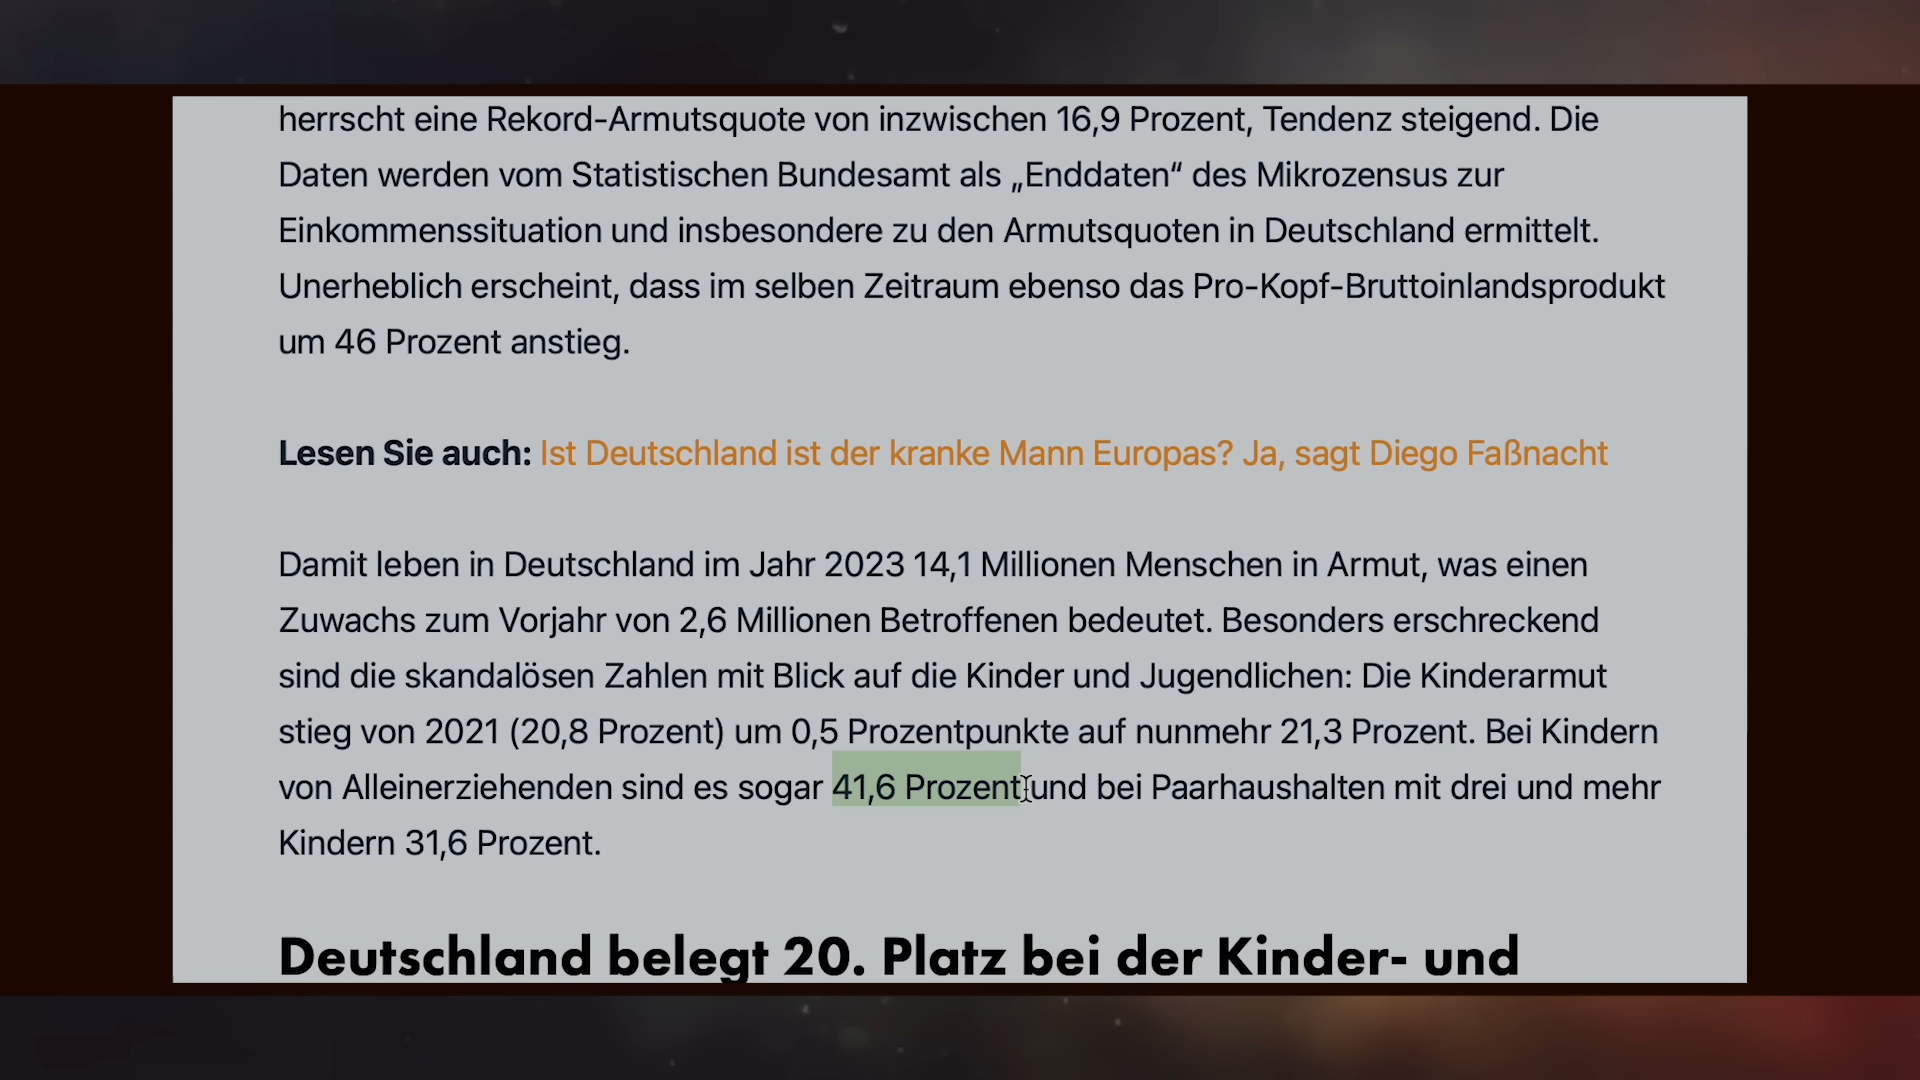 herrscht eine Rekord-Armutsquote von inzwischen 16,9 Prozent, Tendenz steigend. Die
Daten werden vom Statistischen Bundesamt als „Enddaten“ des Mikrozensus zur
Einkommenssituation und insbesondere zu den Armutsquoten in Deutschland ermittelt.
Unerheblich erscheint, dass im selben Zeitraum ebenso das Pro-Kopf-Bruttoinlandsprodukt
um 46 Prozent anstieg.
Lesen Sie auch: Ist Deutschland ist der kranke Mann Europas? Ja, sagt Diego Faßnacht
Damit leben in Deutschland im Jahr 2023 14,1 Millionen Menschen in Armut, was einen
Zuwachs zum Vorjahr von 2,6 Millionen Betroffenen bedeutet. Besonders erschreckend
sind die skandalösen Zahlen mit Blick auf die Kinder und Jugendlichen: Die Kinderarmut
stieg von 2021 (20,8 Prozent) um 0,5 Prozentpunkte auf nunmehr 21,3 Prozent. Bei Kindern
von Alleinerziehenden sind es sogar 41,6 Prozent und bei Paarhaushalten mit drei und mehr
Kindern 31,6 Prozent.
Deutschland belegt 20. Platz bei der Kinder- und